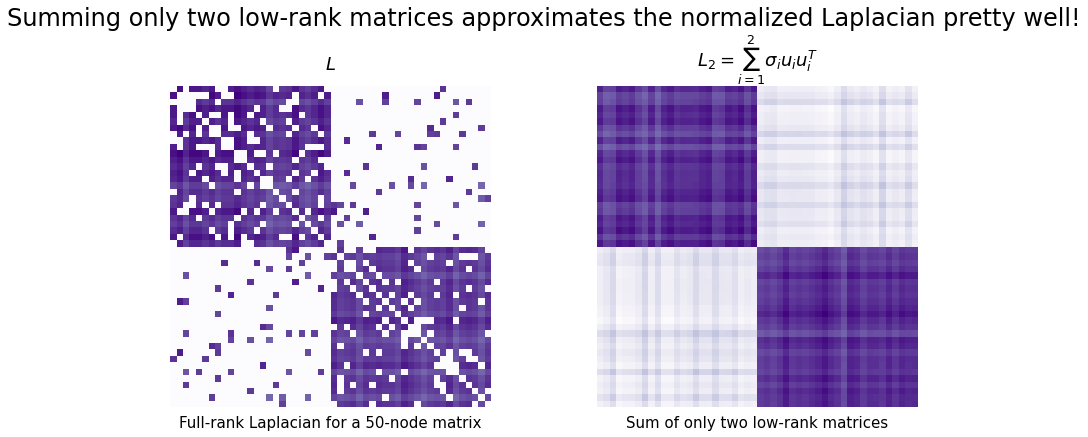 Summing only two low-rank matrices approximates the normalized Laplacian pretty well!
L
L_2 = \sum_{i=1}^{2} \sigma_i u_i u_i^T
Full-rank Laplacian for a 50-node matrix
Sum of only two low-rank matrices